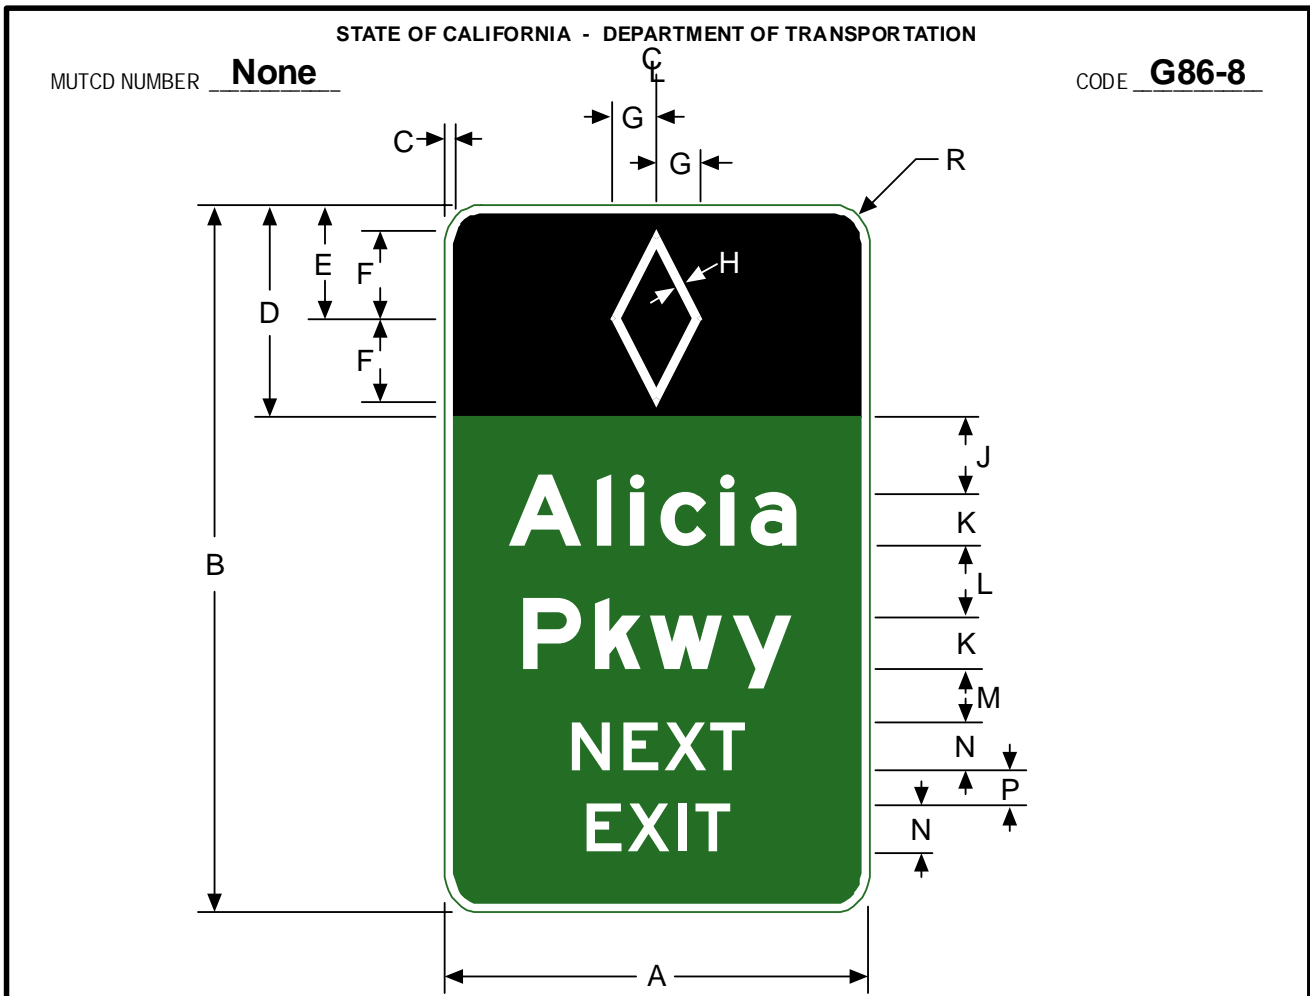 STATE OF CALIFORNIA - DEPARTMENT OF TRANSPORTATION
MUTCD NUMBER None
CL
CODE G86-8
G
C
G
R
E
F
H
D
F
J
Alicia
K
B
L
Pkwy
K
M
NEXT
N
P
EXIT
N
A